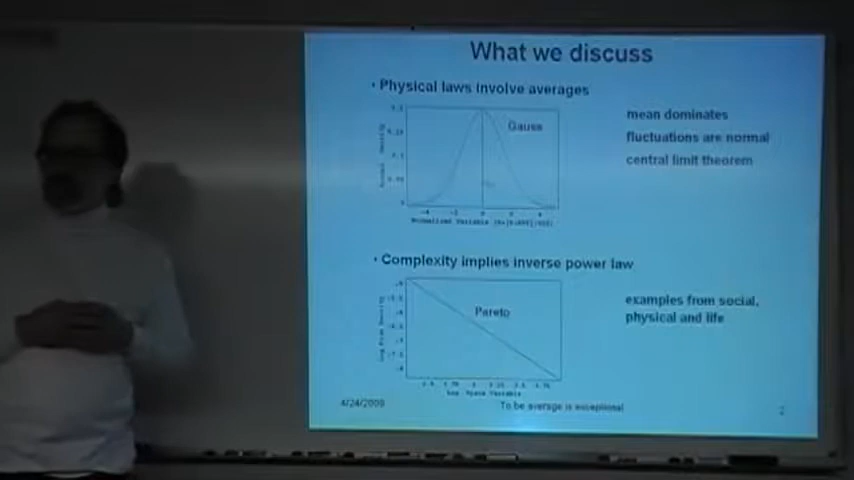 What we discuss
• Physical laws involve averages
Gauss
mean dominates
fluctuations are normal
central limit theorem
• Complexity implies inverse power law
Pareto
examples from social,
physical and life
4/24/2009
To be average is exceptional
2